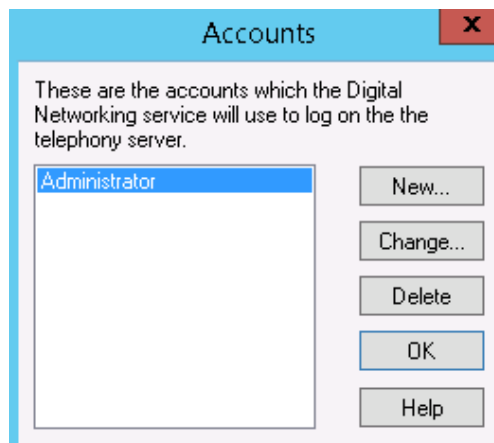 Accounts
x
These are the accounts which the Digital
Networking service will use to log on the the
telephony server.
Administrator
New...
Change...
Delete
OK
Help